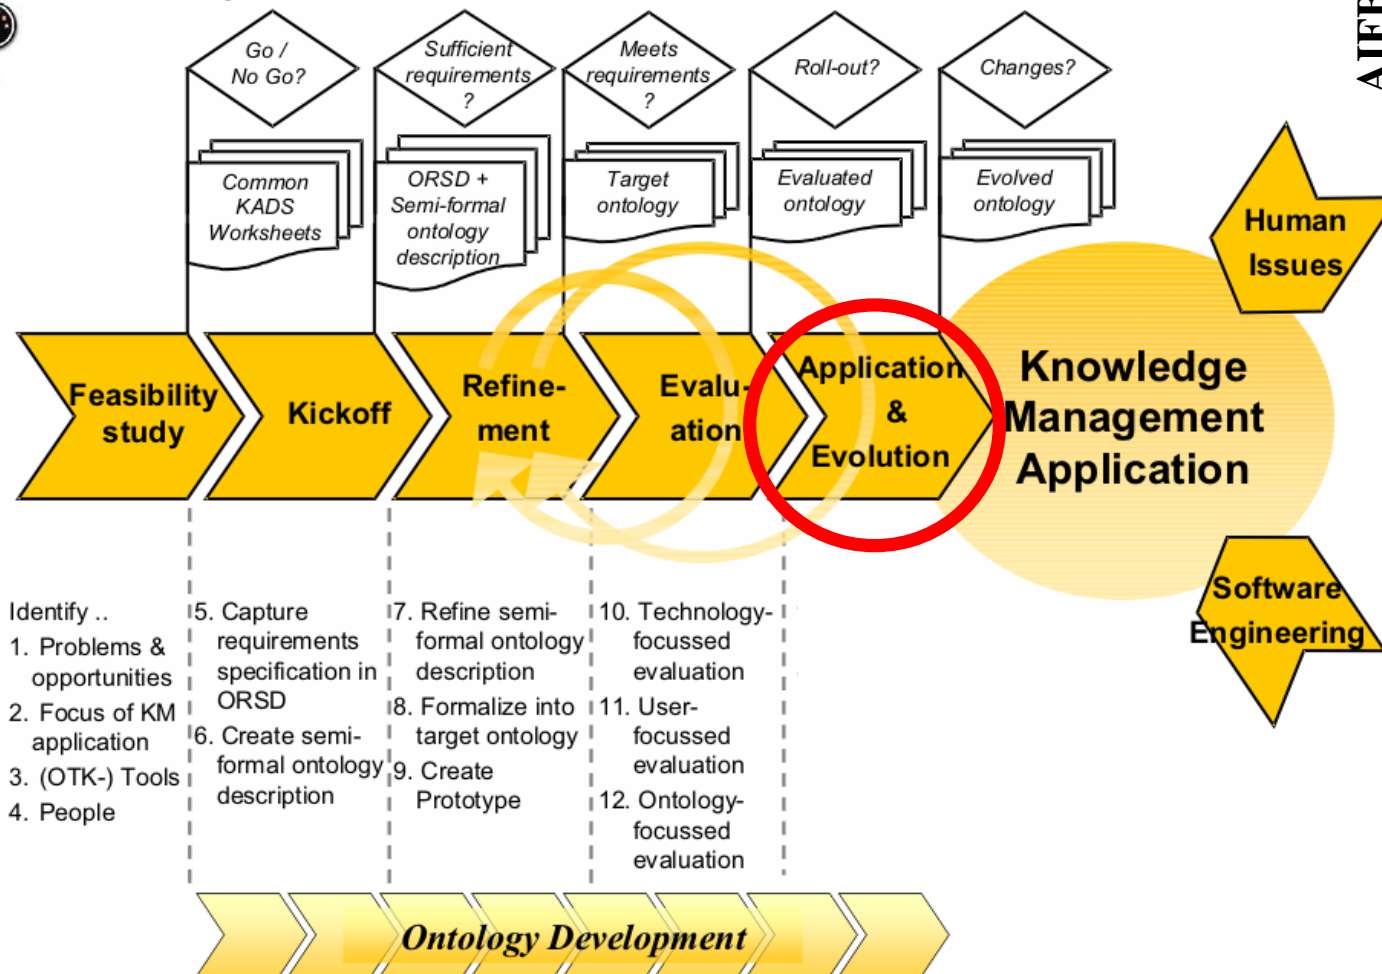 Go /
No Go?
Sufficient
requirements
?
Meets
requirements
?
Roll-out?
Changes?
Common
KADS
Worksheets
ORSD +
Semi-formal
ontology
description
Target
ontology
Evaluated
ontology
Evolved
ontology
Human
Issues
Feasibility
study
Kickoff
Refine-
ment
Evalu-
ation
Application
&
Evolution
Knowledge
Management
Application
Software
Engineering
Identify ..
1. Problems &
opportunities
2. Focus of KM
application
3. (OTK-) Tools
4. People
5. Capture
requirements
specification in
ORSD
6. Create semi-
formal ontology
description
7. Refine semi-
formal ontology
description
8. Formalize into
target ontology
9. Create
Prototype
10. Technology-
focussed
evaluation
11. User-
focussed
evaluation
12. Ontology-
focussed
evaluation
Ontology Development